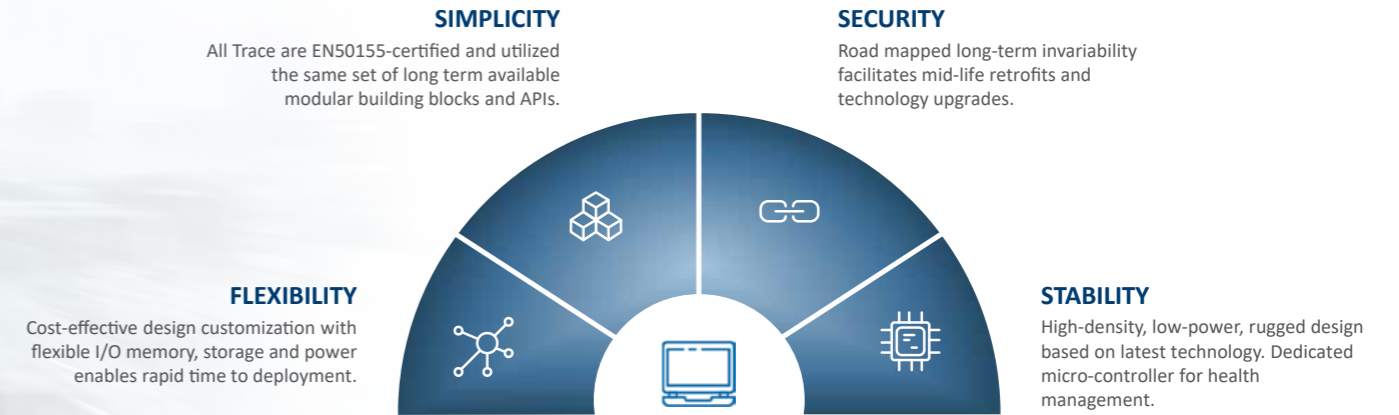 SIMPLICITY
All Trace are EN50155-certified and utilized
the same set of long term available
modular building blocks and APIs.
SECURITY
Road mapped long-term invariability
facilitates mid-life retrofits and
technology upgrades.
FLEXIBILITY
Cost-effective design customization with
flexible I/O memory, storage and power
enables rapid time to deployment.
STABILITY
High-density, low-power, rugged design
based on latest technology. Dedicated
micro-controller for health
management.